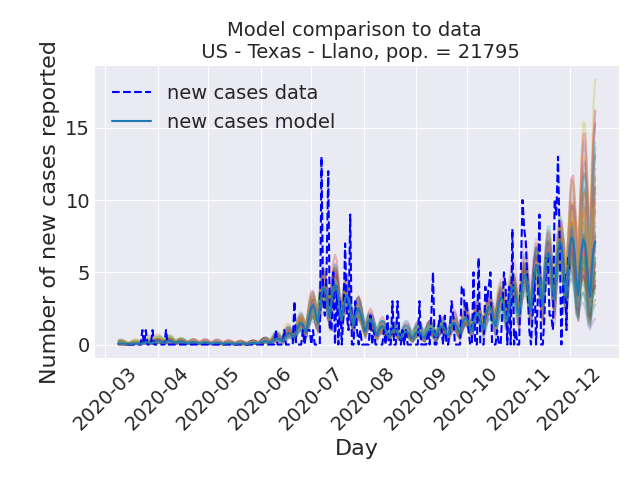 Model comparison to data
US - Texas - Llano, pop. = 21795
new cases data
new cases model
Number of new cases reported
15
10
5
0
2020-03
2020-04
2020-05
2020-06
2020-07
2020-08
2020-09
2020-10
2020-11
2020-12
Day